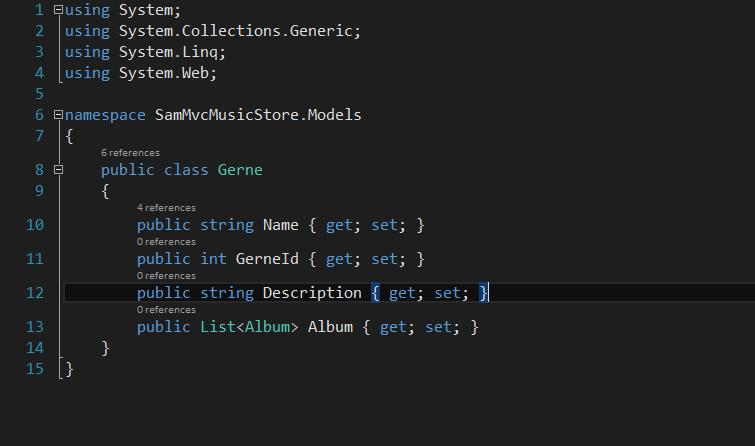 1 using System;
2 using System.Collections.Generic;
3 using System.Linq;
4 using System.Web;
5
6 namespace SamMvcMusicStore.Models
7 {
6 references
8 public class Gerne
9 {
4 references
10 public string Name { get; set; }
0 references
11 public int GerneId { get; set; }
0 references
12 public string Description { get; set; }
0 references
13 public List<Album> Album { get; set; }
14 }
15 }